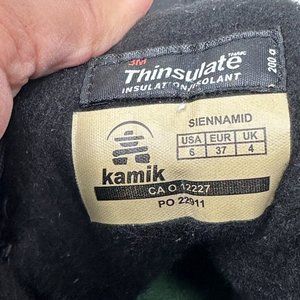 3M
Thinsulate
INSULATION/ISOLANT
200 g
SIENNAMID
USA EUR UK
6 37 4
kamik
CA O 12227
PO 22911